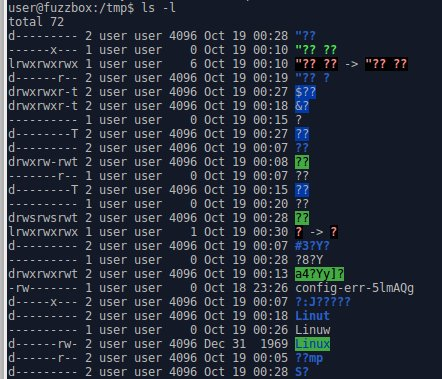 user@fuzzbox:/tmp$ ls -l
total 72
d--------- 2 user user 4096 Oct 19 00:28 "??
------x--- 1 user user 0 Oct 19 00:10 "?? ??
lrwxrwxrwx 1 user user 6 Oct 19 00:10 "?? ?? -> "?? ??
d------r-- 2 user user 4096 Oct 19 00:19 "?? ?
drwxrwxr-t 2 user user 4096 Oct 19 00:27 $??
drwxrwxr-t 2 user user 4096 Oct 19 00:18 &?
---------- 1 user user 0 Oct 19 00:15 ?
d--------T 2 user user 4096 Oct 19 00:27 ??
d--------- 2 user user 4096 Oct 19 00:07 ??
drwxrw-rwt 2 user user 4096 Oct 19 00:08 ??
-------r-- 1 user user 0 Oct 19 00:07 ??
d--------T 2 user user 4096 Oct 19 00:15 ??
---------- 1 user user 0 Oct 19 00:20 ??
drwsrwsrwt 2 user user 4096 Oct 19 00:28 ??
lrwxrwxrwx 1 user user 1 Oct 19 00:30 ? -> ?
d--------- 2 user user 4096 Oct 19 00:07 #3?Y?
---------- 1 user user 0 Oct 19 00:28 ?8?Y
drwxrwxrwt 2 user user 4096 Oct 19 00:13 a4?Yy]?
-rw------- 1 user user 0 Oct 18 23:26 config-err-5lmAQg
d-----x--- 2 user user 4096 Oct 19 00:07 ?:J?????
d--------- 2 user user 4096 Oct 19 00:18 Linut
---------- 1 user user 0 Oct 19 00:26 Linuw
d------rw- 2 user user 4096 Dec 31 1969 Linux
d------r-- 2 user user 4096 Oct 19 00:05 ??mp
d--------- 2 user user 4096 Oct 19 00:28 S?